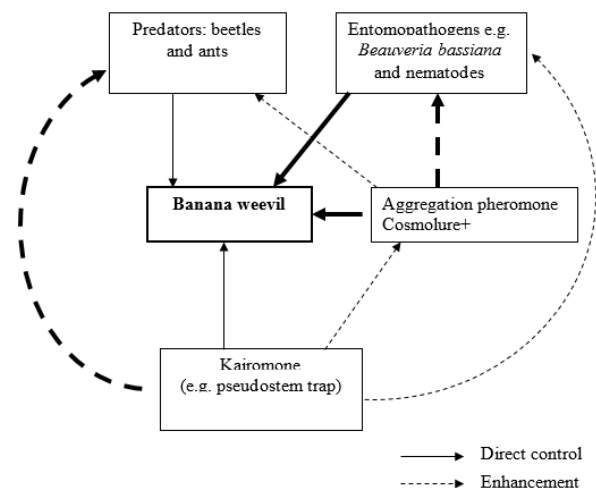 Predators: beetles
and ants
Entomopathogens e.g.
Beauveria bassiana
and nematodes
Banana weevil
Aggregation pheromone
Cosmolure+
Kairomone
(e.g. pseudostem trap)
Direct control
Enhancement